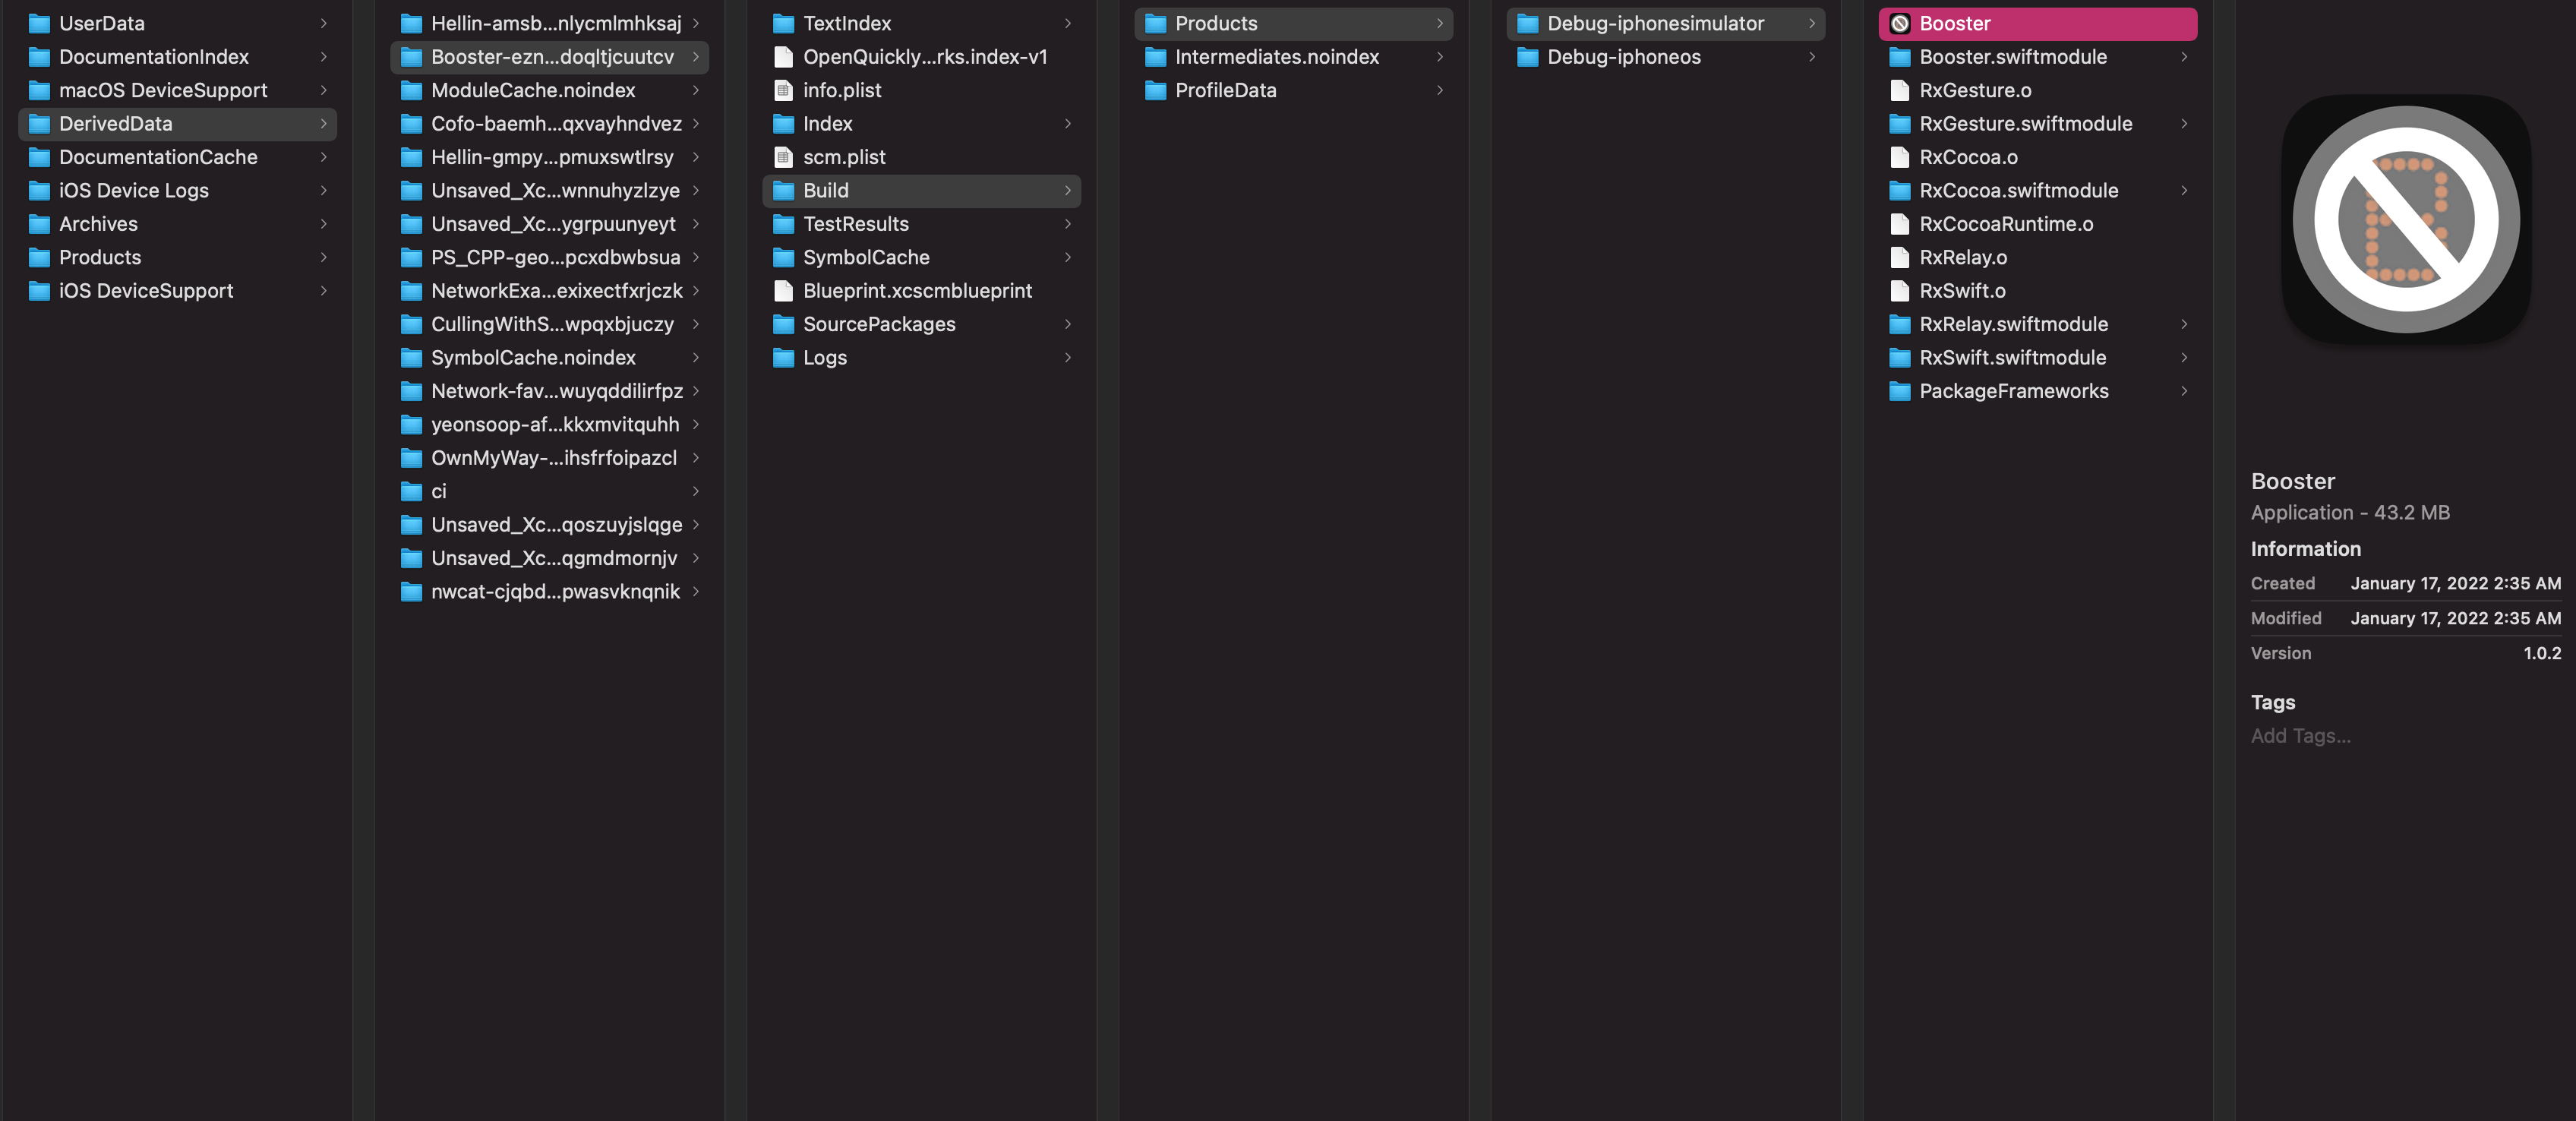 UserData
DocumentationIndex
macOS DeviceSupport
DerivedData
DocumentationCache
iOS Device Logs
Archives
Products
iOS DeviceSupport
Hellin-amsb...nlycmlmhksaj
Booster-ezn...doqltjcuutcv
ModuleCache.noindex
Cofo-baemh...qxvayhndvez
Hellin-gmpy...pmuxswtlrsy
Unsaved_Xc...wnnuhyzlzye
Unsaved_Xc...ygrpuunyeyt
PS_CPP-geo...pcxdbwbsua
NetworkExa...exixectfxrjczk
CullingWithS...wpqxbjuczy
SymbolCache.noindex
Network-fav...wuyqddilirfpz
yeonsoop-af...kkxmvitquhh
OwnMyWay-...ihsfrfoipazcl
ci
Unsaved_Xc...qoszuyjslqge
Unsaved_Xc...qgmdmornjv
nwcat-cjqbd...pwasvknqnik
TextIndex
OpenQuickly...rks.index-v1
info.plist
Index
scm.plist
Build
TestResults
SymbolCache
Blueprint.xcscmblueprint
SourcePackages
Logs
Products
Intermediates.noindex
ProfileData
Debug-iphonesimulator
Debug-iphoneos
Booster
Booster.swiftmodule
RxGesture.o
RxGesture.swiftmodule
RxCocoa.o
RxCocoa.swiftmodule
RxCocoaRuntime.o
RxRelay.o
RxSwift.o
RxRelay.swiftmodule
RxSwift.swiftmodule
PackageFrameworks
Booster
Application - 43.2 MB
Information
Created January 17, 2022 2:35 AM
Modified January 17, 2022 2:35 AM
Version 1.0.2
Tags
Add Tags...